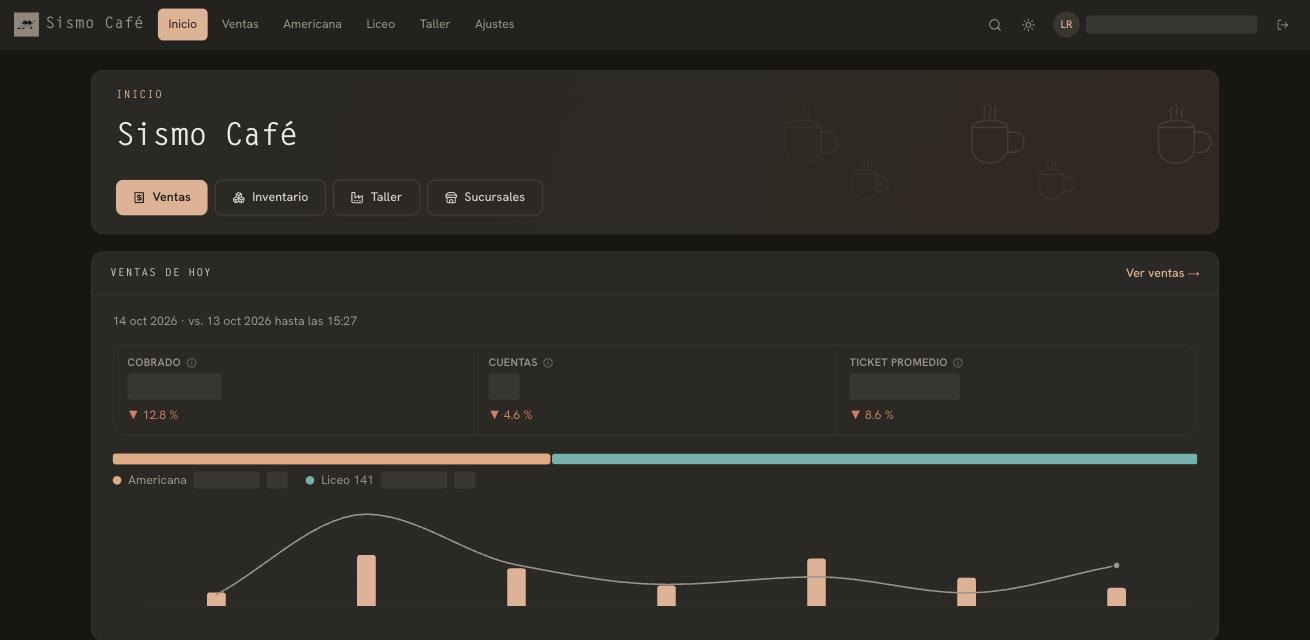 Sismo Café Inicio Ventas Americana Liceo Taller Ajustes LR
INICIO
Sismo Café
Ventas Inventario Taller Sucursales
VENTAS DE HOY Ver ventas →
14 oct 2026 · vs. 13 oct 2026 hasta las 15:27
COBRADO CUENTAS TICKET PROMEDIO
▼ 12.8 % ▼ 4.6 % ▼ 8.6 %
Americana Liceo 141